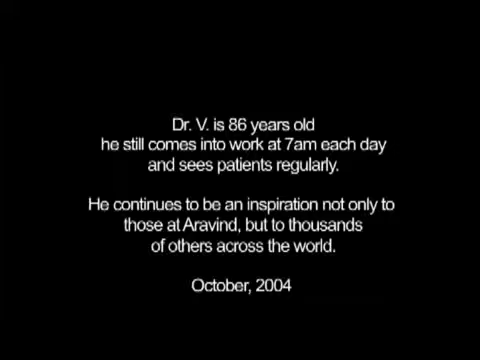 Dr. V. is 86 years old
he still comes into work at 7am each day
and sees patients regularly.
He continues to be an inspiration not only to
those at Aravind, but to thousands
of others across the world.
October, 2004